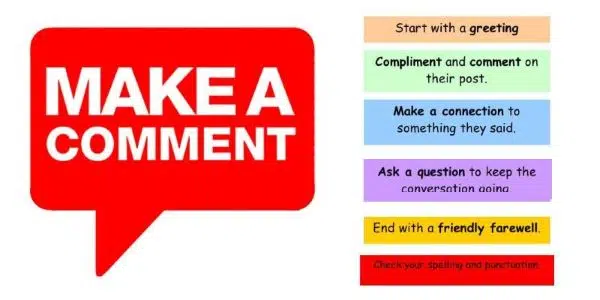 MAKE A
COMMENT
Start with a greeting
Compliment and comment on
their post.
Make a connection to
something they said.
Ask a question to keep the
conversation going
End with a friendly farewell.
Check your spelling and punctuation